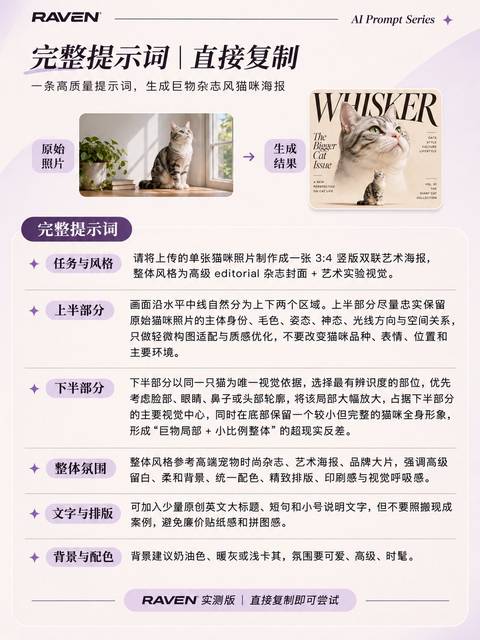 RAVEN
AI Prompt Series
完整提示词｜直接复制
一条高质量提示词，生成巨物杂志风猫咪海报
原始
照片
生成
结果
WHISKER
The
Bigger
Cat
Issue
A NEW
PERSPECTIVE
ON CAT LIFE
CATS
STYLE
CULTURE
LIFESTYLE
VOL. 01
THE
GIANT CAT
COLLECTION
完整提示词
任务与风格
请将上传的单张猫咪照片制作成一张 3:4 竖版双联艺术海报，
整体风格为高级 editorial 杂志封面 + 艺术实验视觉。
上半部分
画面沿水平中线自然分为上下两个区域。上半部分尽量忠实保留
原始猫咪照片的主体身份、毛色、姿态、神态、光线方向与空间关系，
只做轻微构图适配与质感优化，不要改变猫咪品种、表情、位置和
主要环境。
下半部分
下半部分以同一只猫为唯一视觉依据，选择最有辨识度的部位，优先
考虑脸部、眼睛、鼻子或头部轮廓，将该局部大幅放大，占据下半部分
的主要视觉中心，同时在底部保留一个较小但完整的猫咪全身形象，
形成“巨物局部 + 小比例整体”的超现实反差。
整体氛围
整体风格参考高端宠物时尚杂志、艺术海报、品牌大片，强调高级
留白、柔和背景、统一配色、精致排版、印刷感与视觉呼吸感。
文字与排版
可加入少量原创英文大标题、短句和小号说明文字，但不要照搬现成
案例，避免廉价贴纸感和拼图感。
背景与配色
背景建议奶油色、暖灰或浅卡其，氛围要可爱、高级、时髦。
RAVEN 实测版｜直接复制即可尝试